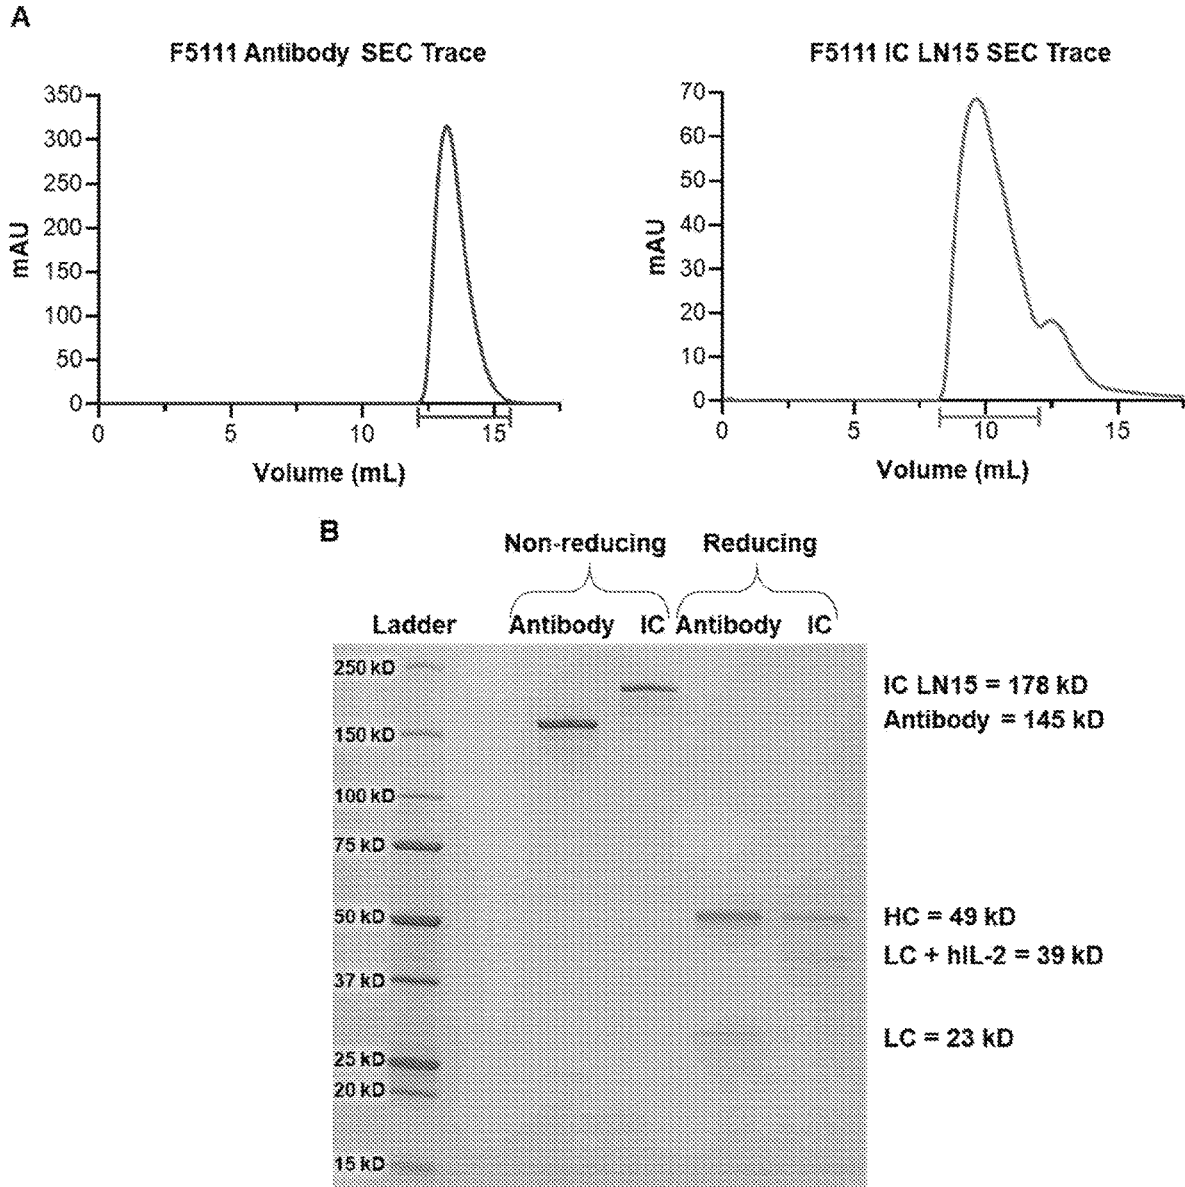 A
F5111 Antibody SEC Trace
350
300
250
200
150
100
50
0
mAU
0 5 10 15
Volume (mL)
F5111 IC LN15 SEC Trace
70
60
50
40
30
20
10
0
mAU
0 5 10 15
Volume (mL)
B
Non-reducing Reducing
Ladder Antibody IC Antibody IC
250 kD
150 kD
100 kD
75 kD
50 kD
37 kD
25 kD
20 kD
15 kD
IC LN15 = 178 kD
Antibody = 145 kD
HC = 49 kD
LC + hIL-2 = 39 kD
LC = 23 kD